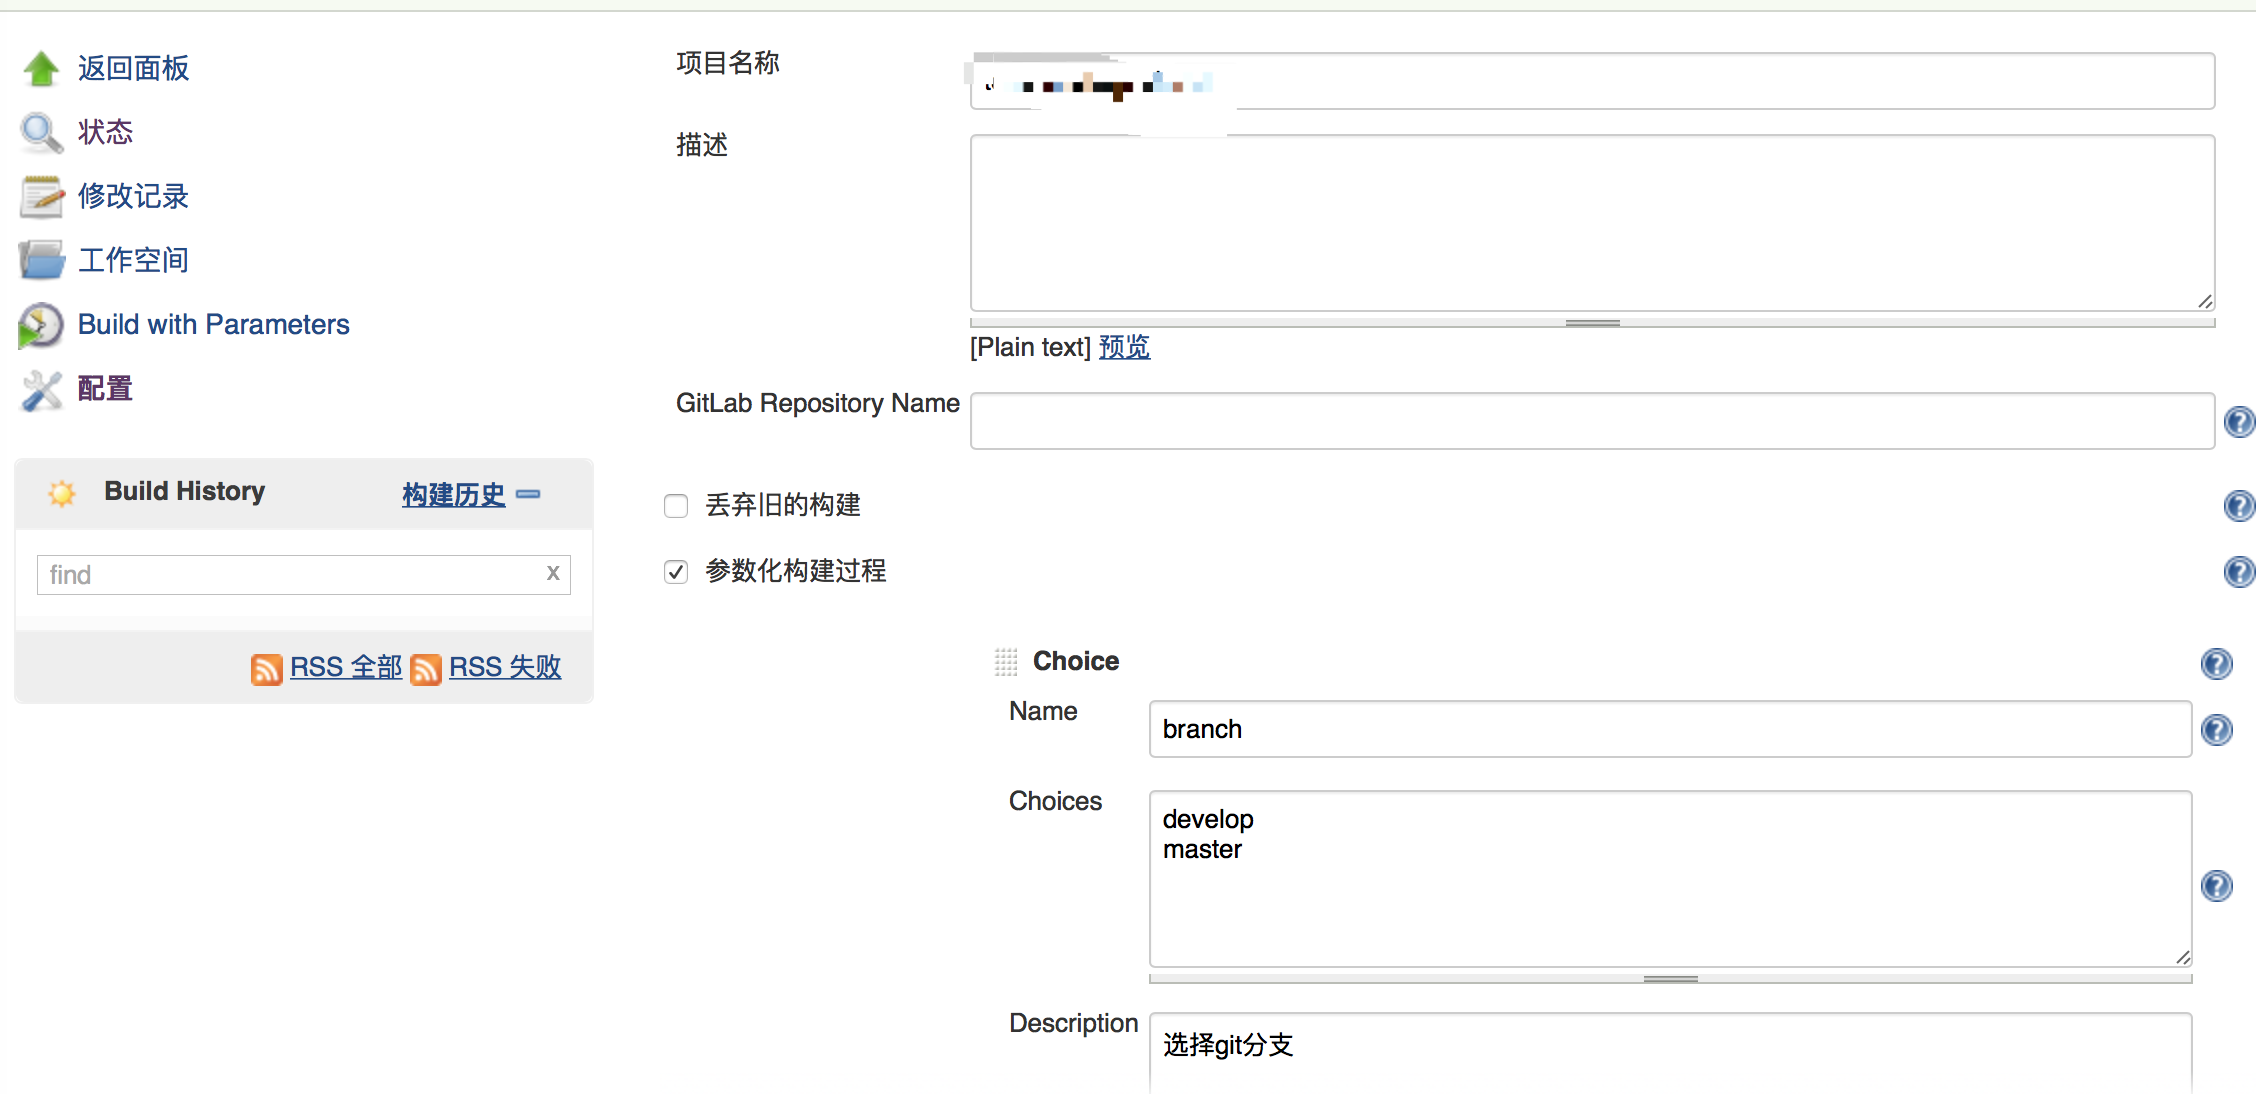 返回面板
状态
修改记录
工作空间
Build with Parameters
配置
Build History
构建历史
find
x
RSS 全部
RSS 失败
项目名称
描述
[Plain text] 预览
GitLab Repository Name
丢弃旧的构建
参数化构建过程
Choice
Name
branch
Choices
develop
master
Description
选择git分支